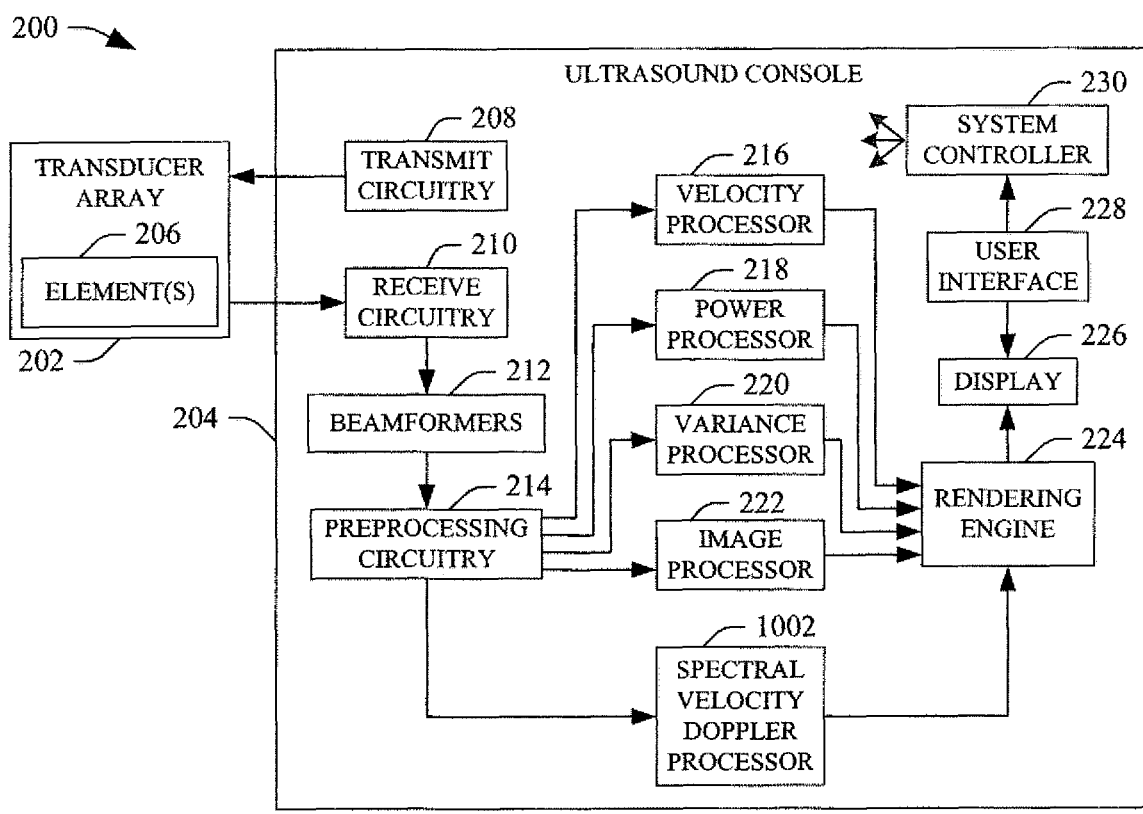 200
ULTRASOUND CONSOLE
TRANSDUCER
ARRAY
206
ELEMENT(S)
202
204
208
TRANSMIT
CIRCUITRY
210
RECEIVE
CIRCUITRY
212
BEAMFORMERS
214
PREPROCESSING
CIRCUITRY
216
VELOCITY
PROCESSOR
218
POWER
PROCESSOR
220
VARIANCE
PROCESSOR
222
IMAGE
PROCESSOR
1002
SPECTRAL
VELOCITY
DOPPLER
PROCESSOR
230
SYSTEM
CONTROLLER
228
USER
INTERFACE
226
DISPLAY
224
RENDERING
ENGINE